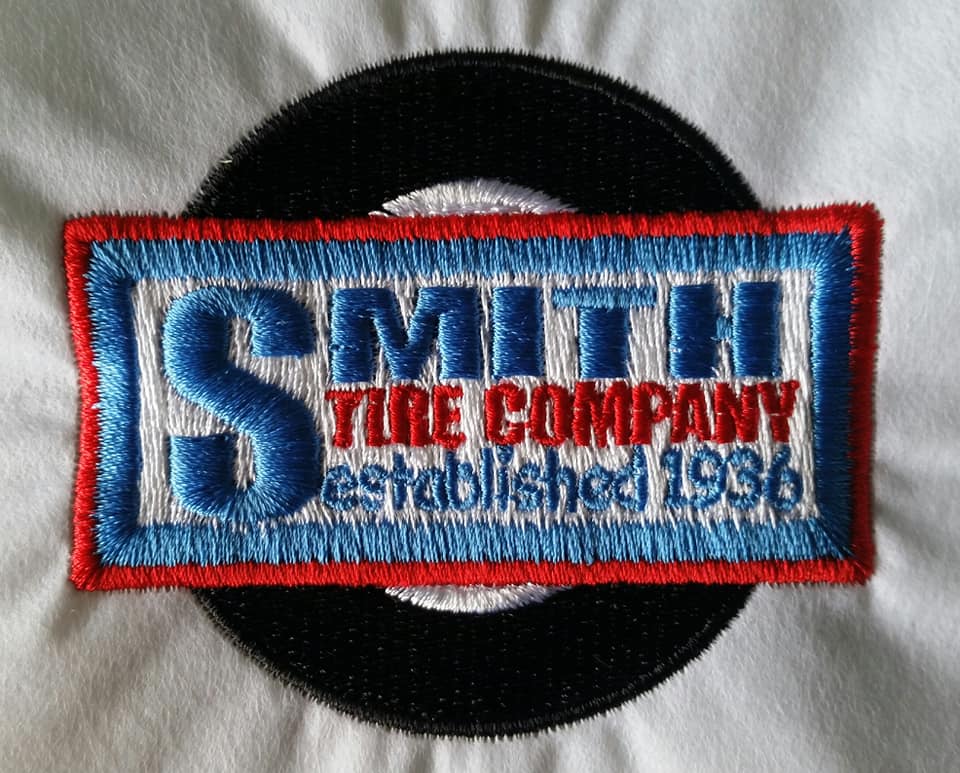 SMITH
TIRE COMPANY
established 1936